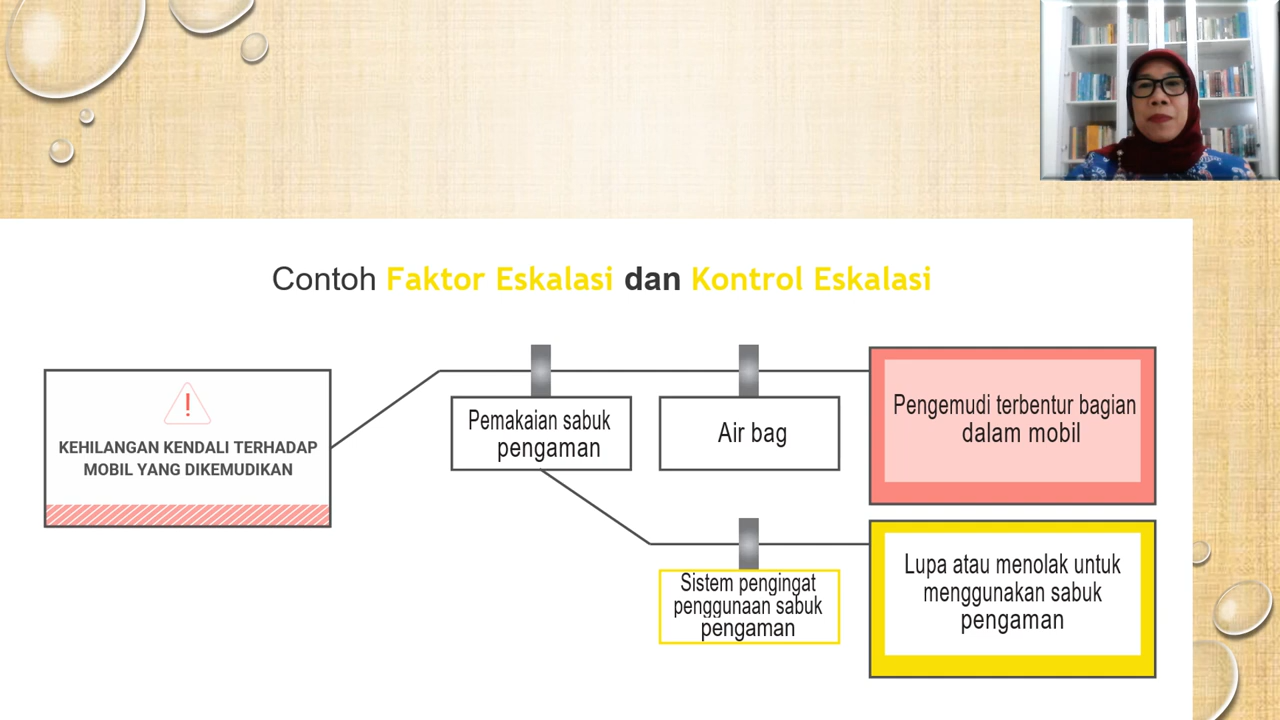 Contoh Faktor Eskalasi dan Kontrol Eskalasi
!
KEHILANGAN KENDALI TERHADAP
MOBIL YANG DIKEMUDIKAN
Pemakaian sabuk
pengaman
Air bag
Pengemudi terbentur bagian
dalam mobil
Sistem pengingat
penggunaan sabuk
pengaman
Lupa atau menolak untuk
menggunakan sabuk
pengaman